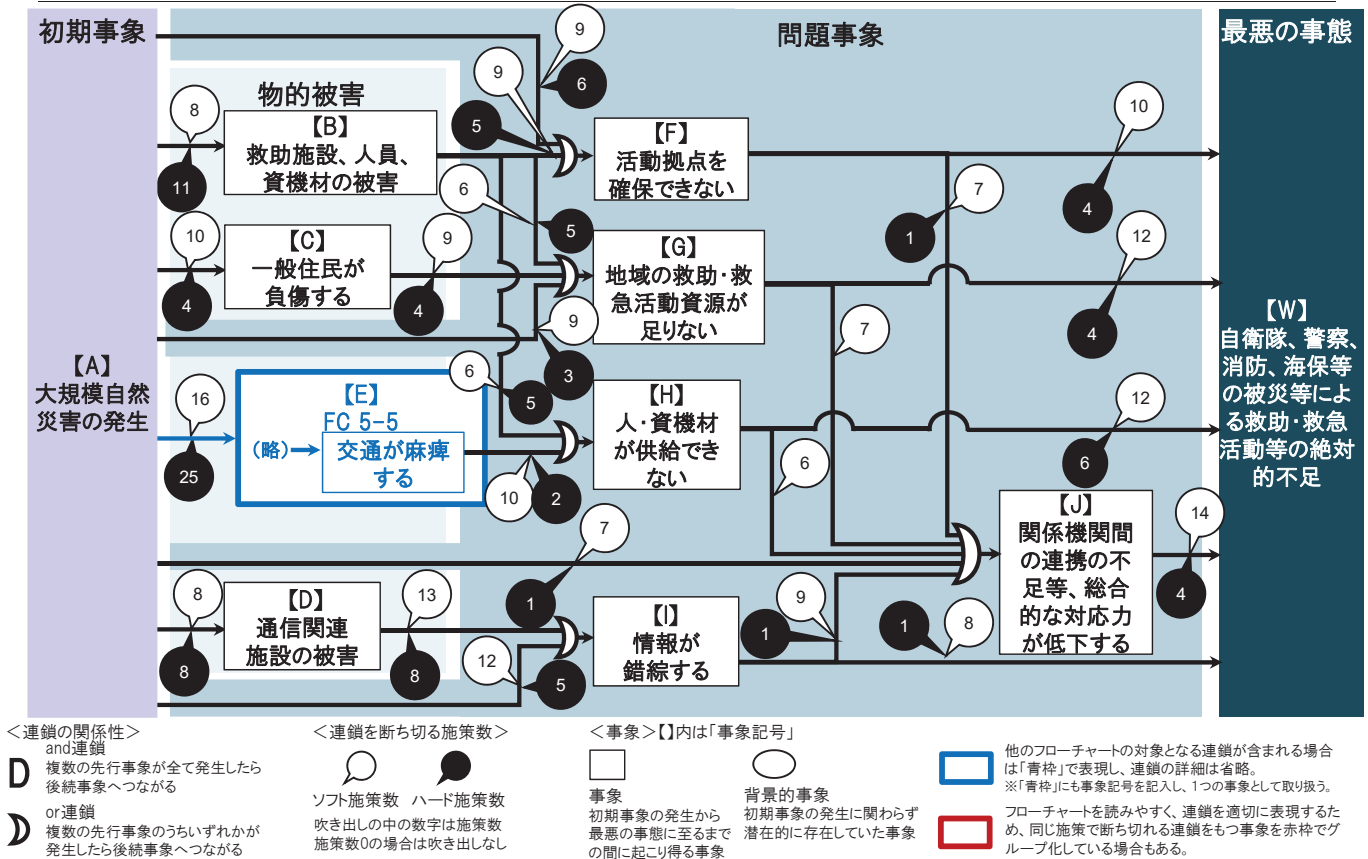 初期事象
問題事象
最悪の事態
物的被害
9
6
9
5
8
11
【B】
救助施設、人員、
資機材の被害
【F】
活動拠点を
確保できない
10
4
6
5
7
1
10
4
【C】
一般住民が
負傷する
9
4
【G】
地域の救助・救
急活動資源が
足りない
12
4
9
3
7
【A】
大規模自然
災害の発生
【W】
自衛隊、警察、
消防、海保等
の被災等によ
る救助・救急
活動等の絶対
的不足
16
25
【E】
FC 5-5
(略)
交通が麻痺
する
6
5
10
2
【H】
人・資機材
が供給でき
ない
12
6
6
【J】
関係機関間
の連携の不
足等、総合
的な対応力
が低下する
14
4
7
1
8
8
【D】
通信関連
施設の被害
13
8
12
5
【I】
情報が
錯綜する
9
1
1
8
＜連鎖の関係性＞
and連鎖
複数の先行事象が全て発生したら
後続事象へつながる
or連鎖
複数の先行事象のうちいずれかが
発生したら後続事象へつながる
＜連鎖を断ち切る施策数＞
ソフト施策数 ハード施策数
吹き出しの中の数字は施策数
施策数0の場合は吹き出しなし
＜事象＞【】内は「事象記号」
事象
初期事象の発生から
最悪の事態に至るまで
の間に起こり得る事象
背景的事象
初期事象の発生に関わらず
潜在的に存在していた事象
他のフローチャートの対象となる連鎖が含まれる場合
は「青枠」で表現し、連鎖の詳細は省略。
※「青枠」にも事象記号を記入し、1つの事象として取り扱う。
フローチャートを読みやすく、連鎖を適切に表現するた
め、同じ施策で断ち切れる連鎖をもつ事象を赤枠でグ
ループ化している場合もある。